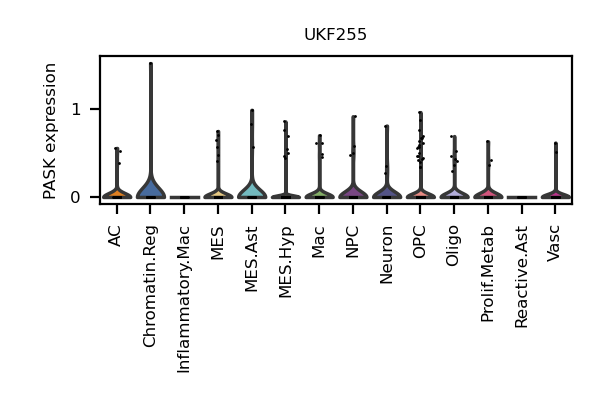 UKF255
PASK expression
1
0
AC
Chromatin.Reg
Inflammatory.Mac
MES
MES.Ast
MES.Hyp
Mac
NPC
Neuron
OPC
Oligo
Prolif.Metab
Reactive.Ast
Vasc